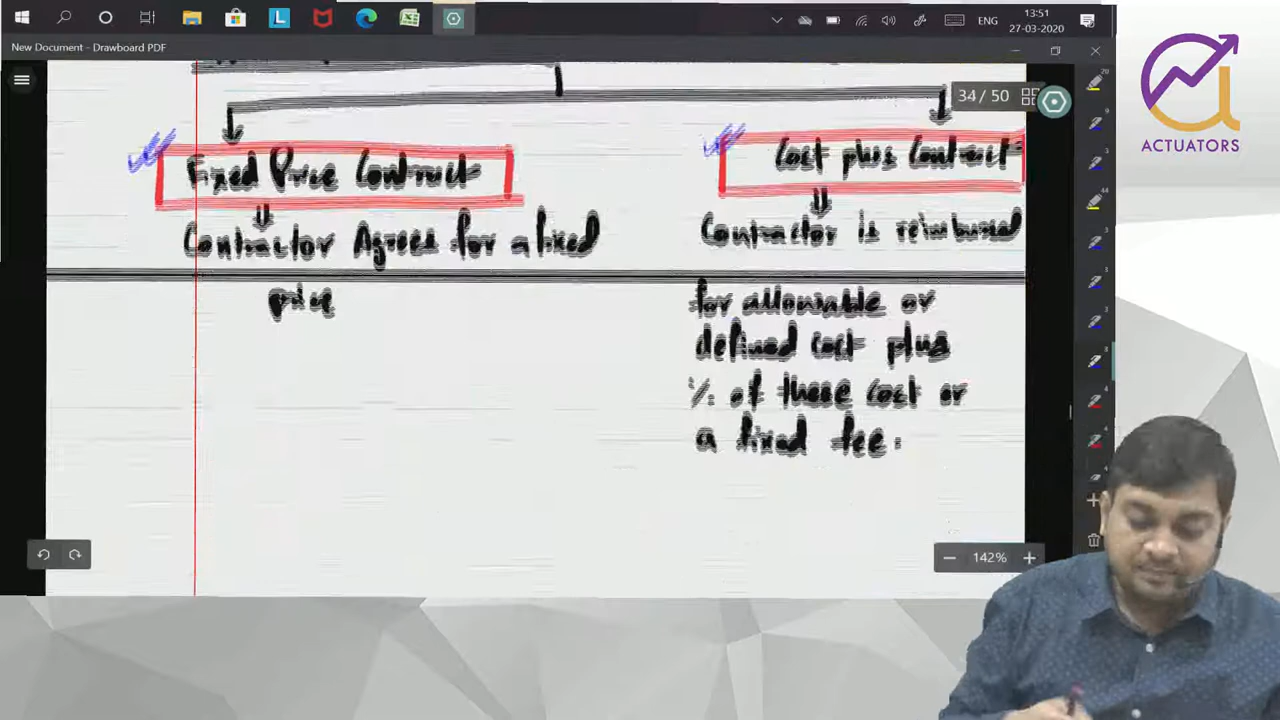 13:51
ENG
27-03-2020
New Document - Drawboard PDF
34 / 50
Fixed Price Contract
Contractor Agrees for a fixed
price
Cost plus Contract
Contractor is reimbursed
for allowable or
defined cost plus
% of these cost or
a fixed fee.
142%
ACTUATORS